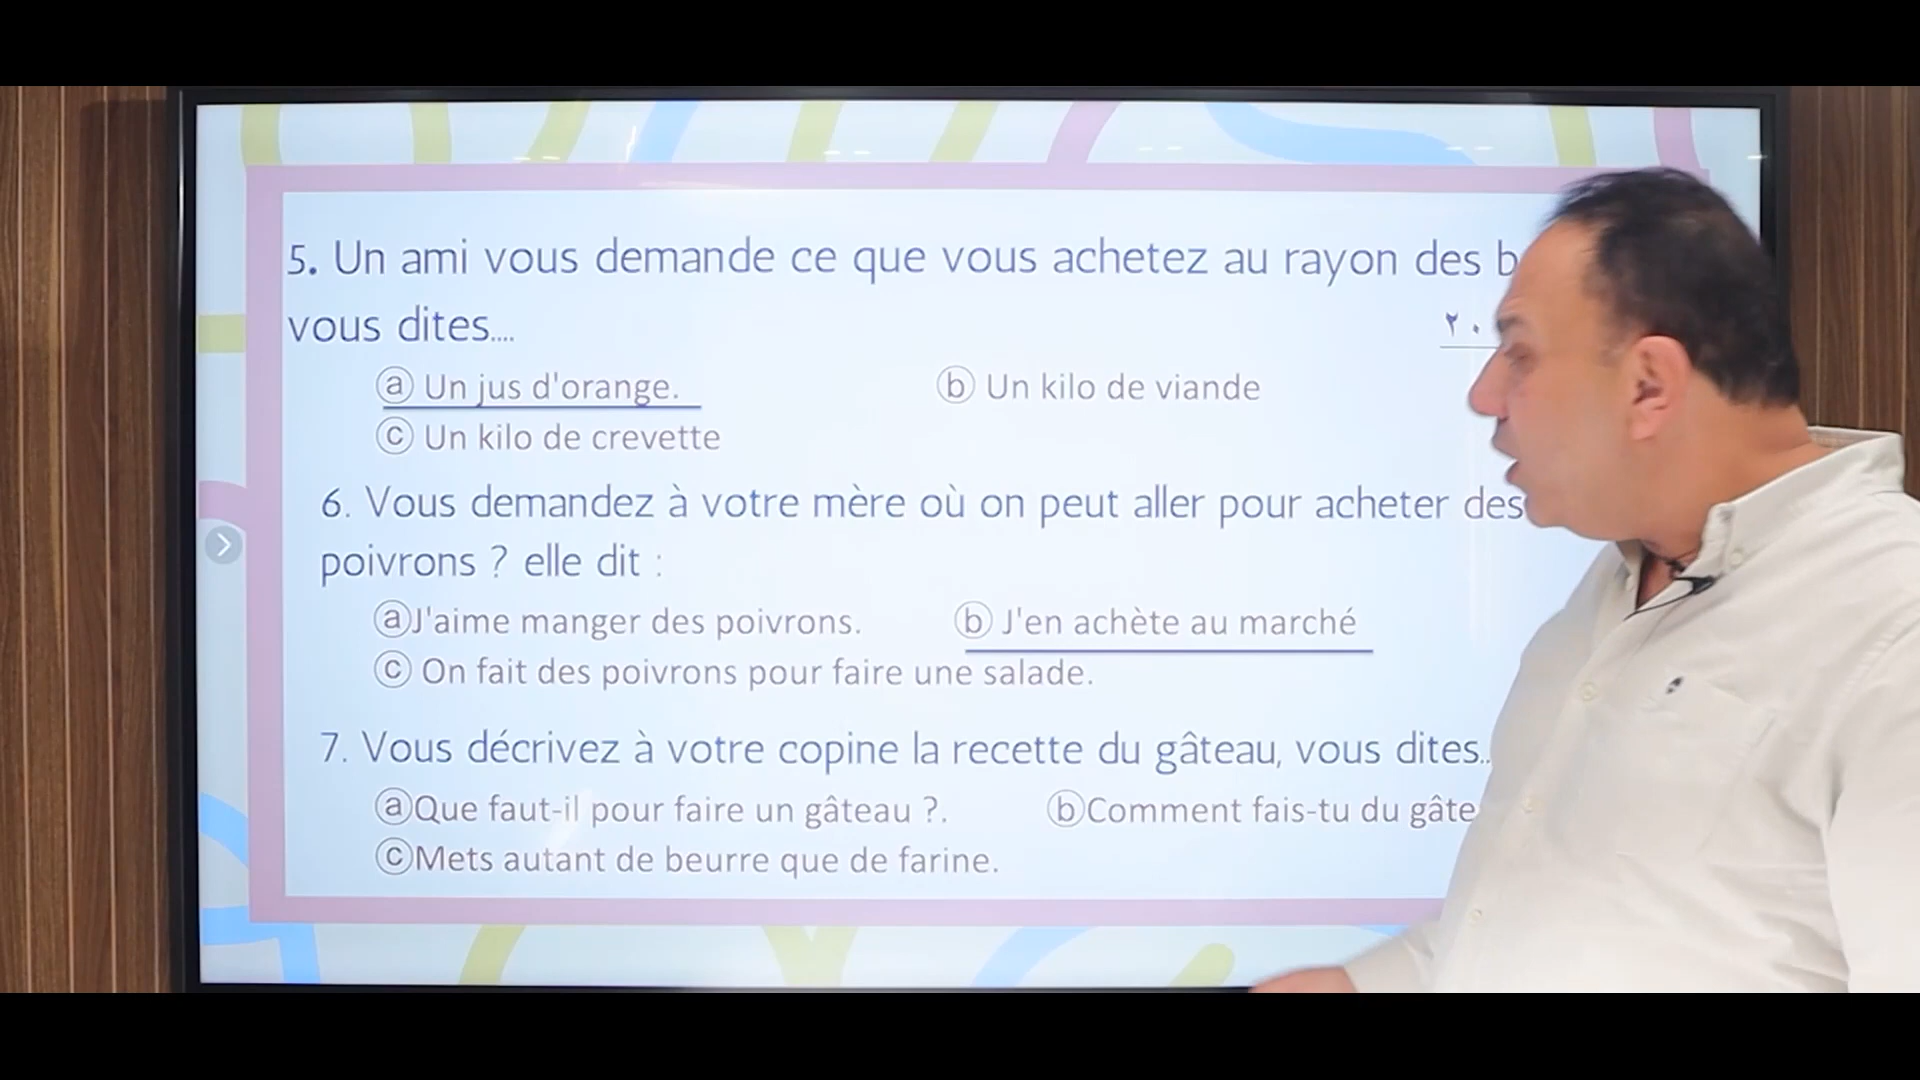 5. Un ami vous demande ce que vous achetez au rayon des
vous dites....
ⓐ Un jus d'orange. ⓑ Un kilo de viande
ⓒ Un kilo de crevette
6. Vous demandez à votre mère où on peut aller pour acheter des
poivrons ? elle dit :
ⓐJ'aime manger des poivrons. ⓑ J'en achète au marché
ⓒ On fait des poivrons pour faire une salade.
7. Vous décrivez à votre copine la recette du gâteau, vous dites..
ⓐQue faut-il pour faire un gâteau ?. ⓑComment fais-tu du
ⓒMets autant de beurre que de farine.